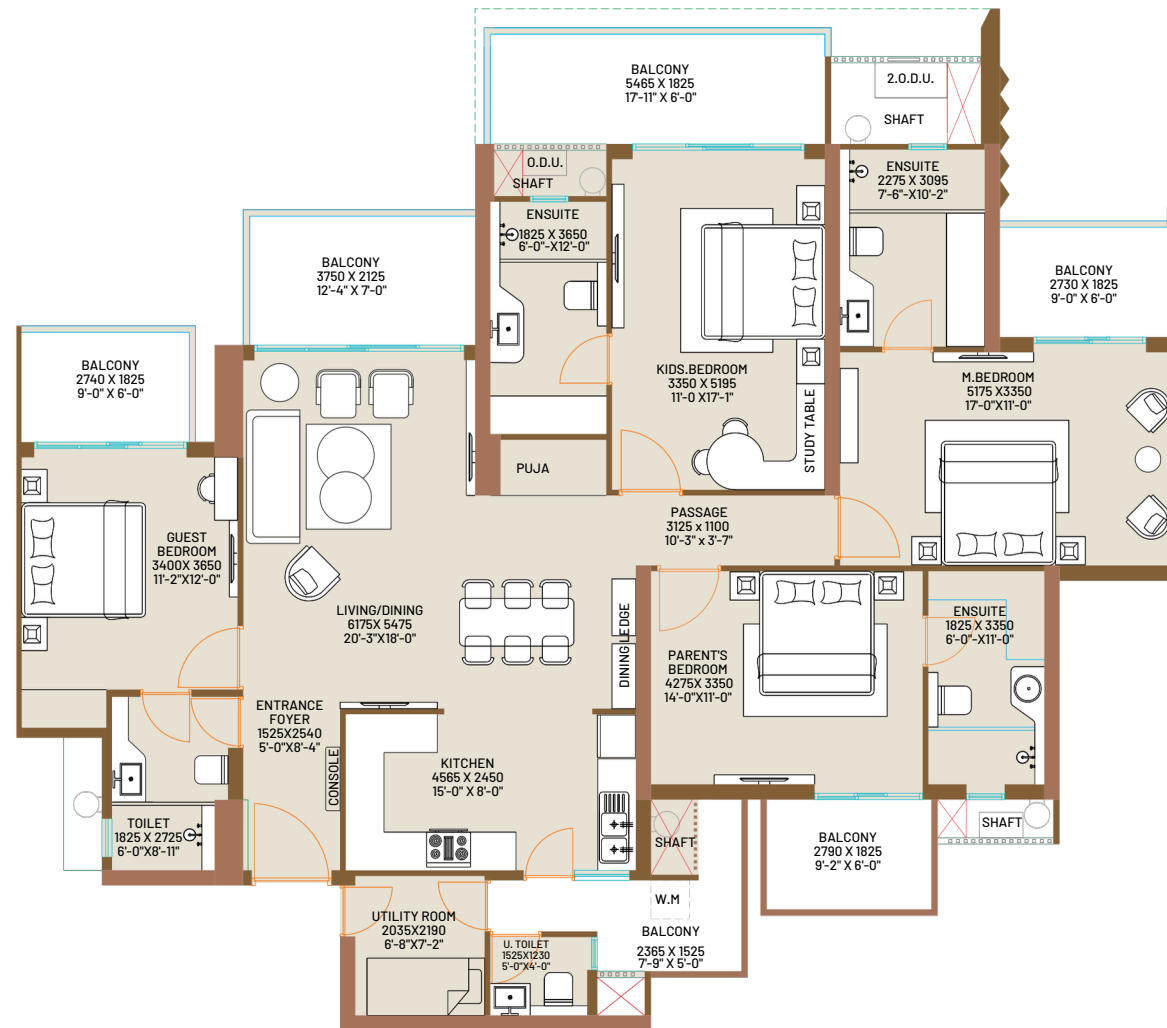 BALCONY
5465 X 1825
17'-11" X 6'-0"
2.O.D.U.
SHAFT
O.D.U.
SHAFT
ENSUITE
1825 X 3650
6'-0"-X12'-0"
ENSUITE
2275 X 3095
7'-6"-X10'-2"
BALCONY
3750 X 2125
12'-4" X 7'-0"
BALCONY
2730 X 1825
9'-0" X 6'-0"
BALCONY
2740 X 1825
9'-0" X 6'-0"
KIDS.BEDROOM
3350 X 5195
11'-0 X17'-1"
M.BEDROOM
5175 X3350
17'-0"X11'-0"
STUDY TABLE
PUJA
PASSAGE
3125 x 1100
10'-3" x 3'-7"
GUEST
BEDROOM
3400X 3650
11'-2"X12'-0"
LIVING/DINING
6175X 5475
20'-3"X18'-0"
DINING LEDGE
PARENT'S
BEDROOM
4275X 3350
14'-0"X11'-0"
ENSUITE
1825 X 3350
6'-0"-X11'-0"
ENTRANCE
FOYER
1525X2540
5'-0"X8'-4"
CONSOLE
KITCHEN
4565 X 2450
15'-0" X 8'-0"
TOILET
1825 X 2725
6'-0"X8'-11"
SHAFT
SHAFT
BALCONY
2790 X 1825
9'-2" X 6'-0"
W.M
UTILITY ROOM
2035X2190
6'-8"X7'-2"
U. TOILET
1525X1230
5'-0"X4'-0"
BALCONY
2365 X 1525
7'-9" X 5'-0"